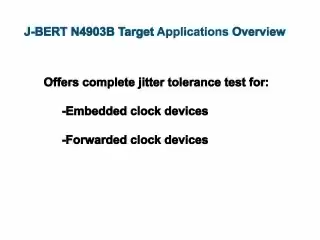 J-BERT N4903B Target Applications Overview
Offers complete jitter tolerance test for:
-Embedded clock devices
-Forwarded clock devices